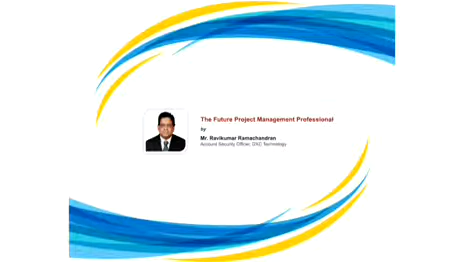 The Future Project Management Professional
by
Mr. Ravikumar Ramachandran
Account Security Officer, DXC Technology